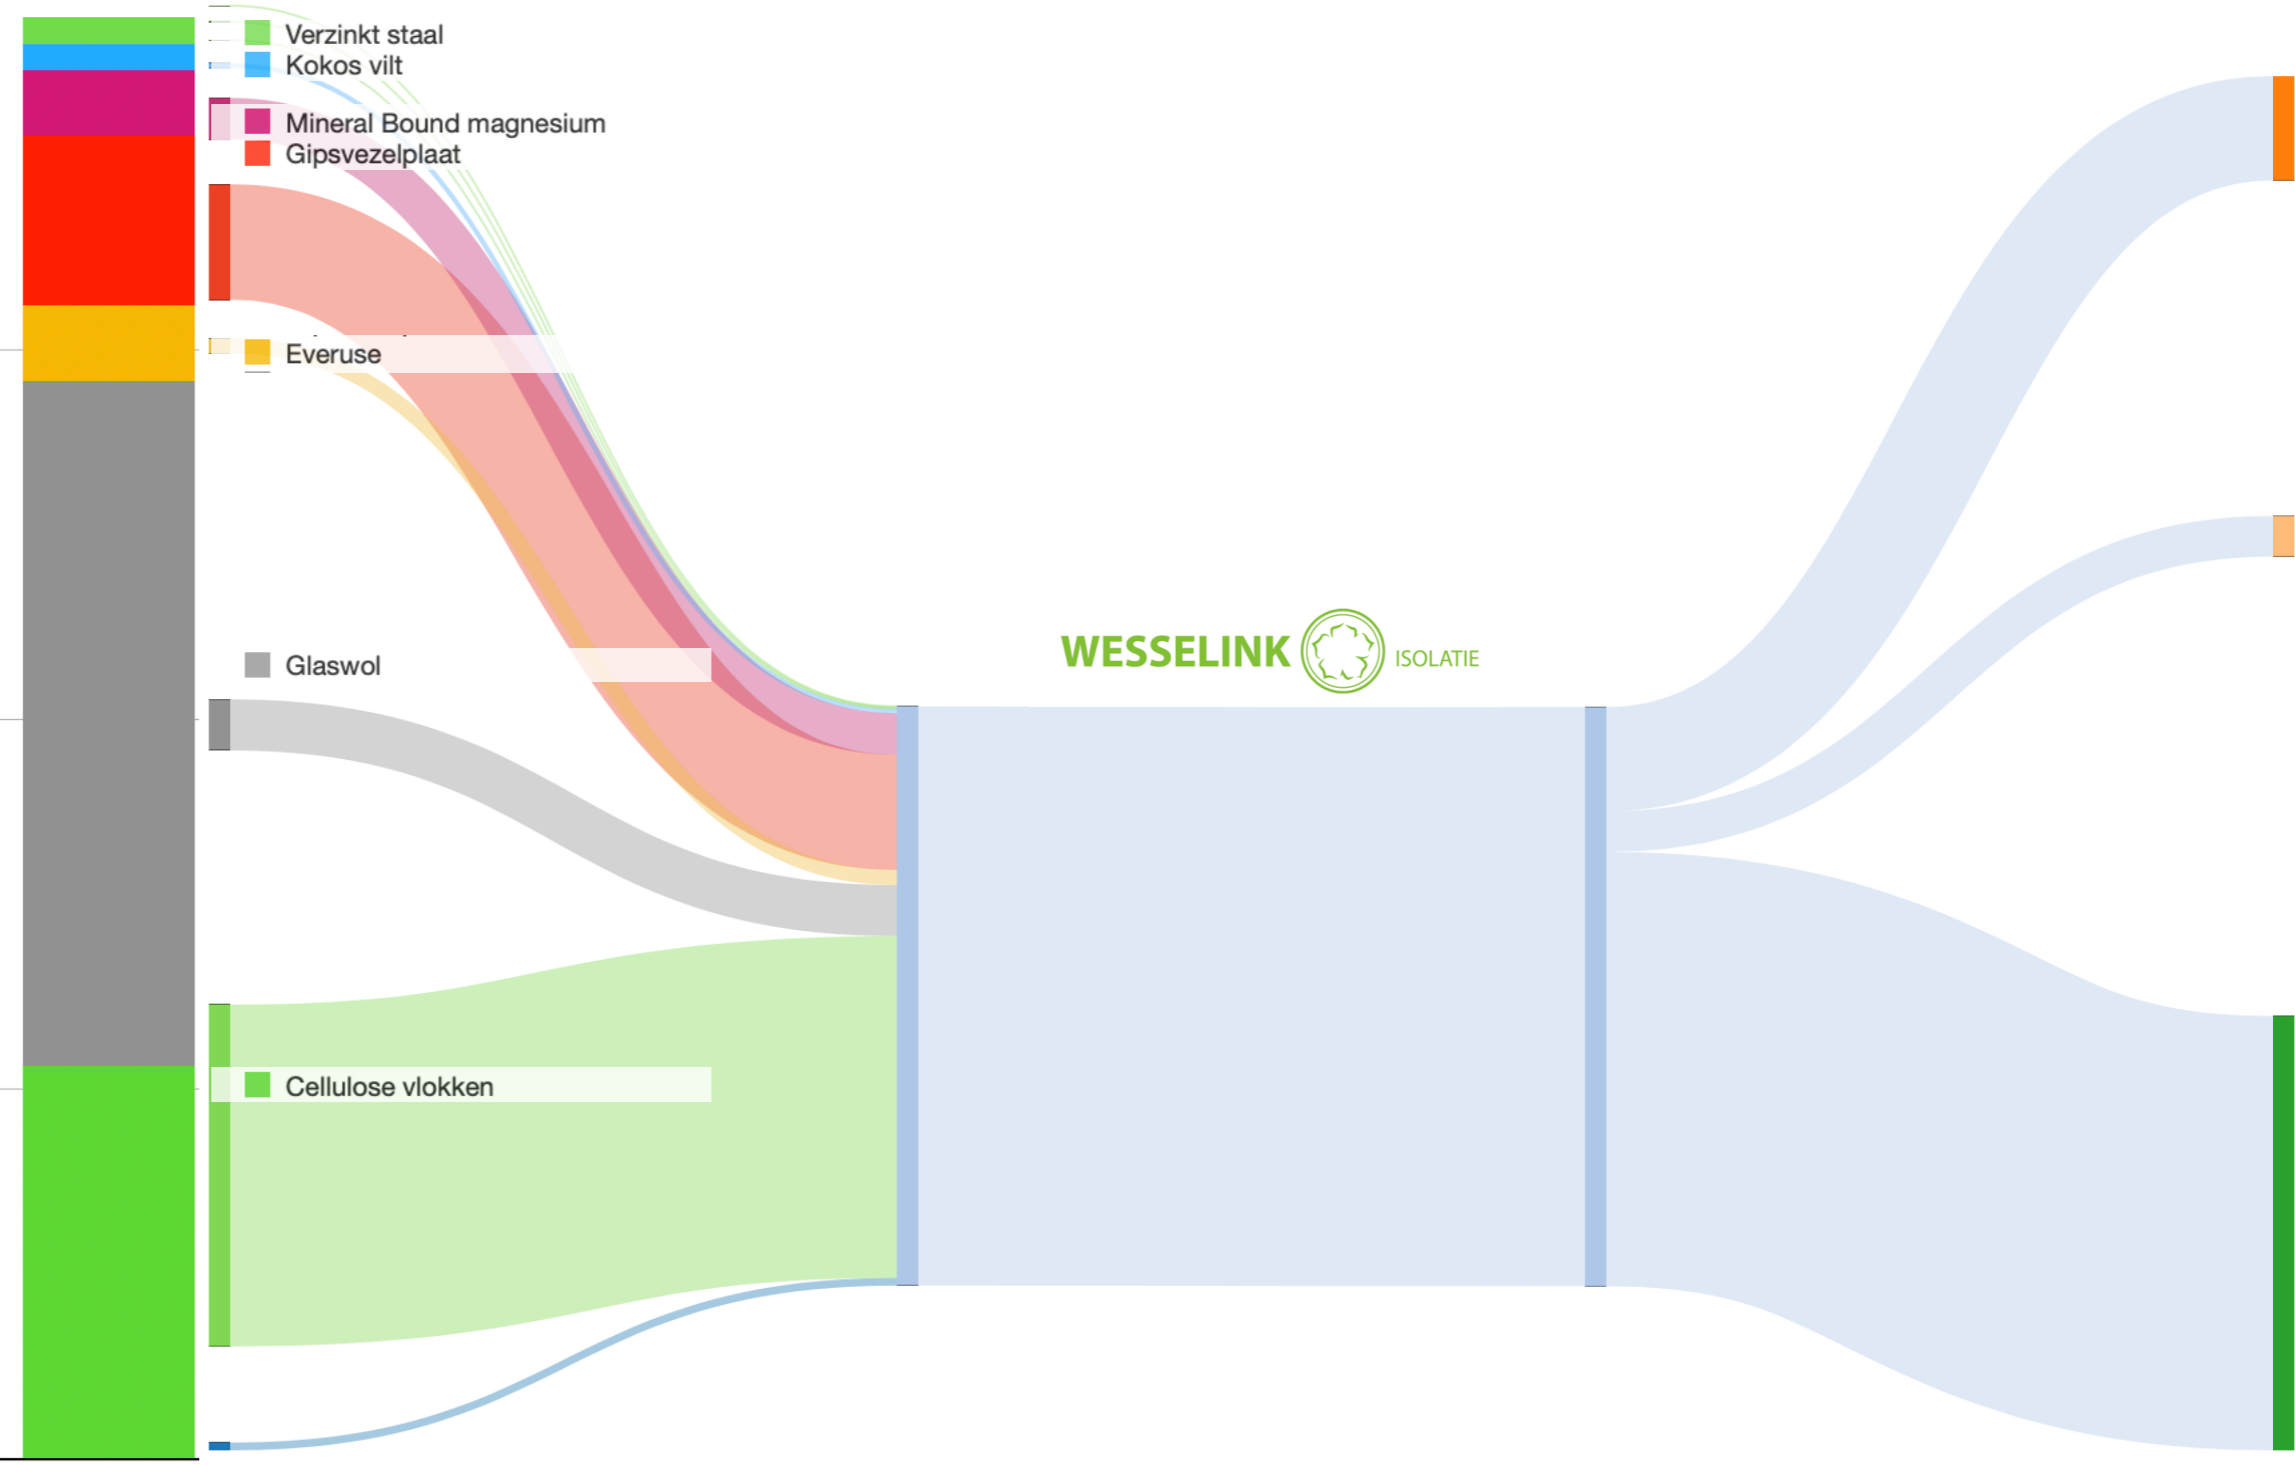 Verzinkt staal
Kokos vilt
Mineral Bound magnesium
Gipsvezelplaat
Everuse
WESSELINK ISOLATIE
Glaswol
Cellulose vlokken